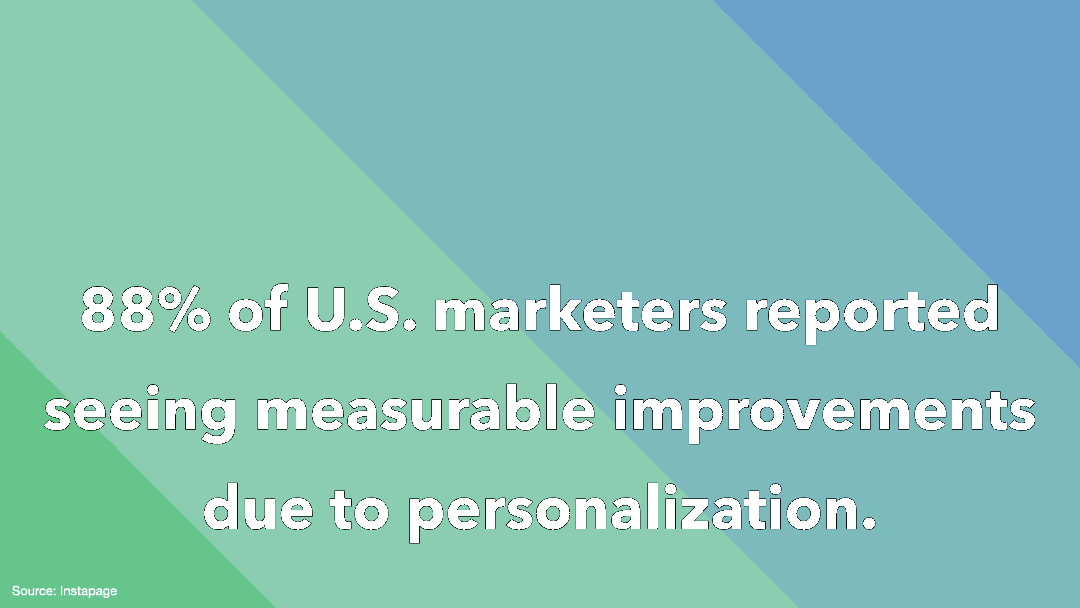 88% of U.S. marketers reported
seeing measurable improvements
due to personalization.
Source: Instapage